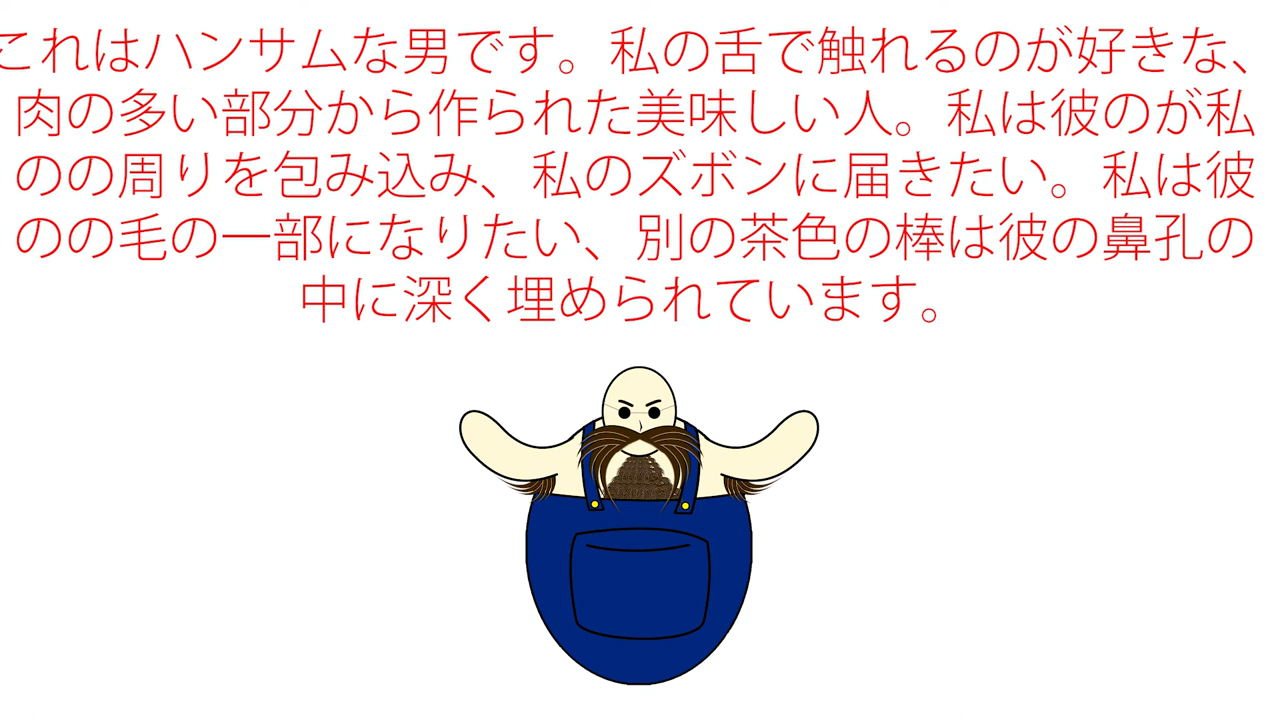 これはハンサムな男です。私の舌で触れるのが好きな、
肉の多い部分から作られた美味しい人。私は彼のが私
のの周りを包み込み、私のズボンに届きたい。私は彼
のの毛の一部になりたい、別の茶色の棒は彼の鼻孔の
中に深く埋められています。